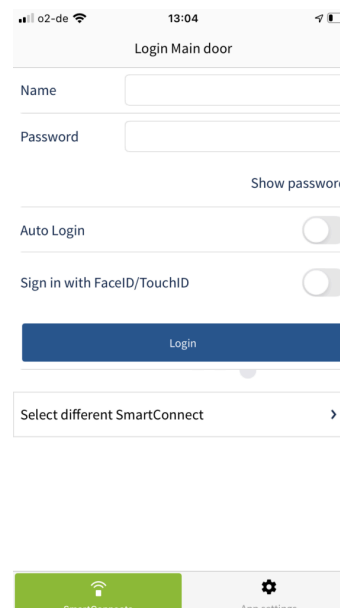 o2-de
13:04
Login Main door
Name
Password
Show
Auto Login
Sign in with FaceID/TouchID
Login
Select different SmartConnect